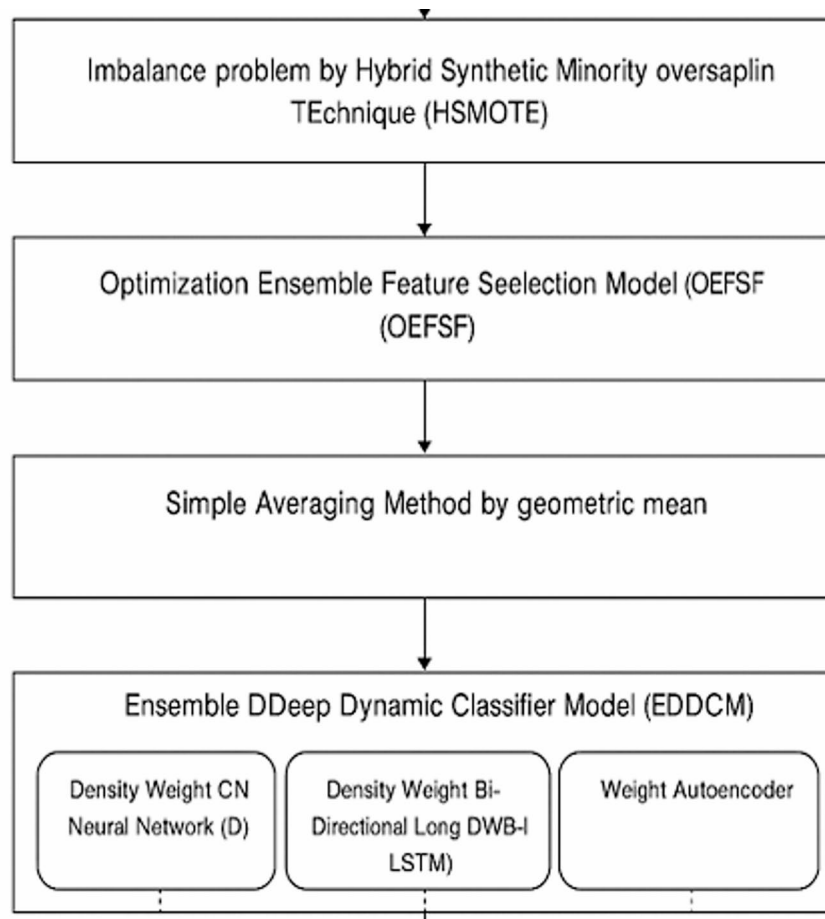 Imbalance problem by Hybrid Synthetic Minority oversaplin
TEchnique (HSMOTE)
Optimization Ensemble Feature Seelection Model (OEFSF
(OEFSF)
Simple Averaging Method by geometric mean
Ensemble DDeep Dynamic Classifier Model (EDDCM)
Density Weight CN
Neural Network (D)
Density Weight Bi-
Directional Long DWB-I
LSTM)
Weight Autoencoder